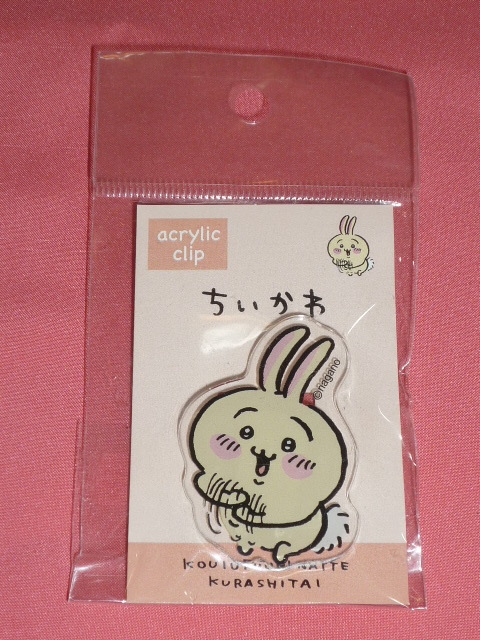 acrylic
clip
ちいかわ
©nagano
KURASHITAI